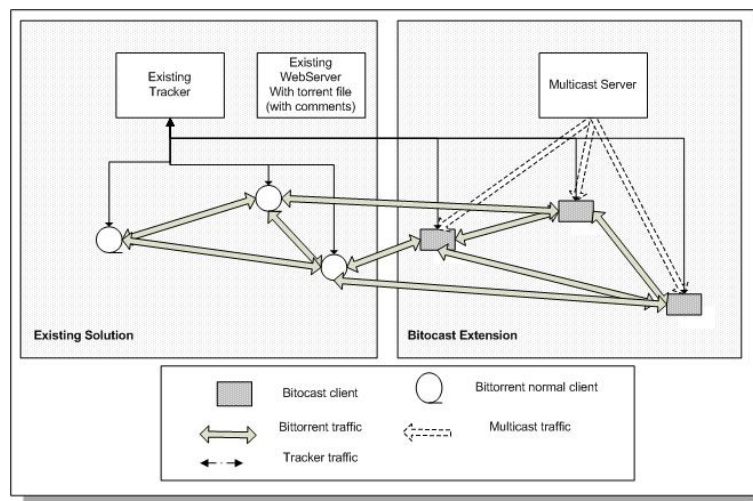 Existing
Tracker
Existing
WebServer
With torrent file
(with comments)
Multicast Server
Existing Solution
Bitocast Extension
Bitocast client
Bittorrent normal client
Bittorrent traffic
Multicast traffic
Tracker traffic